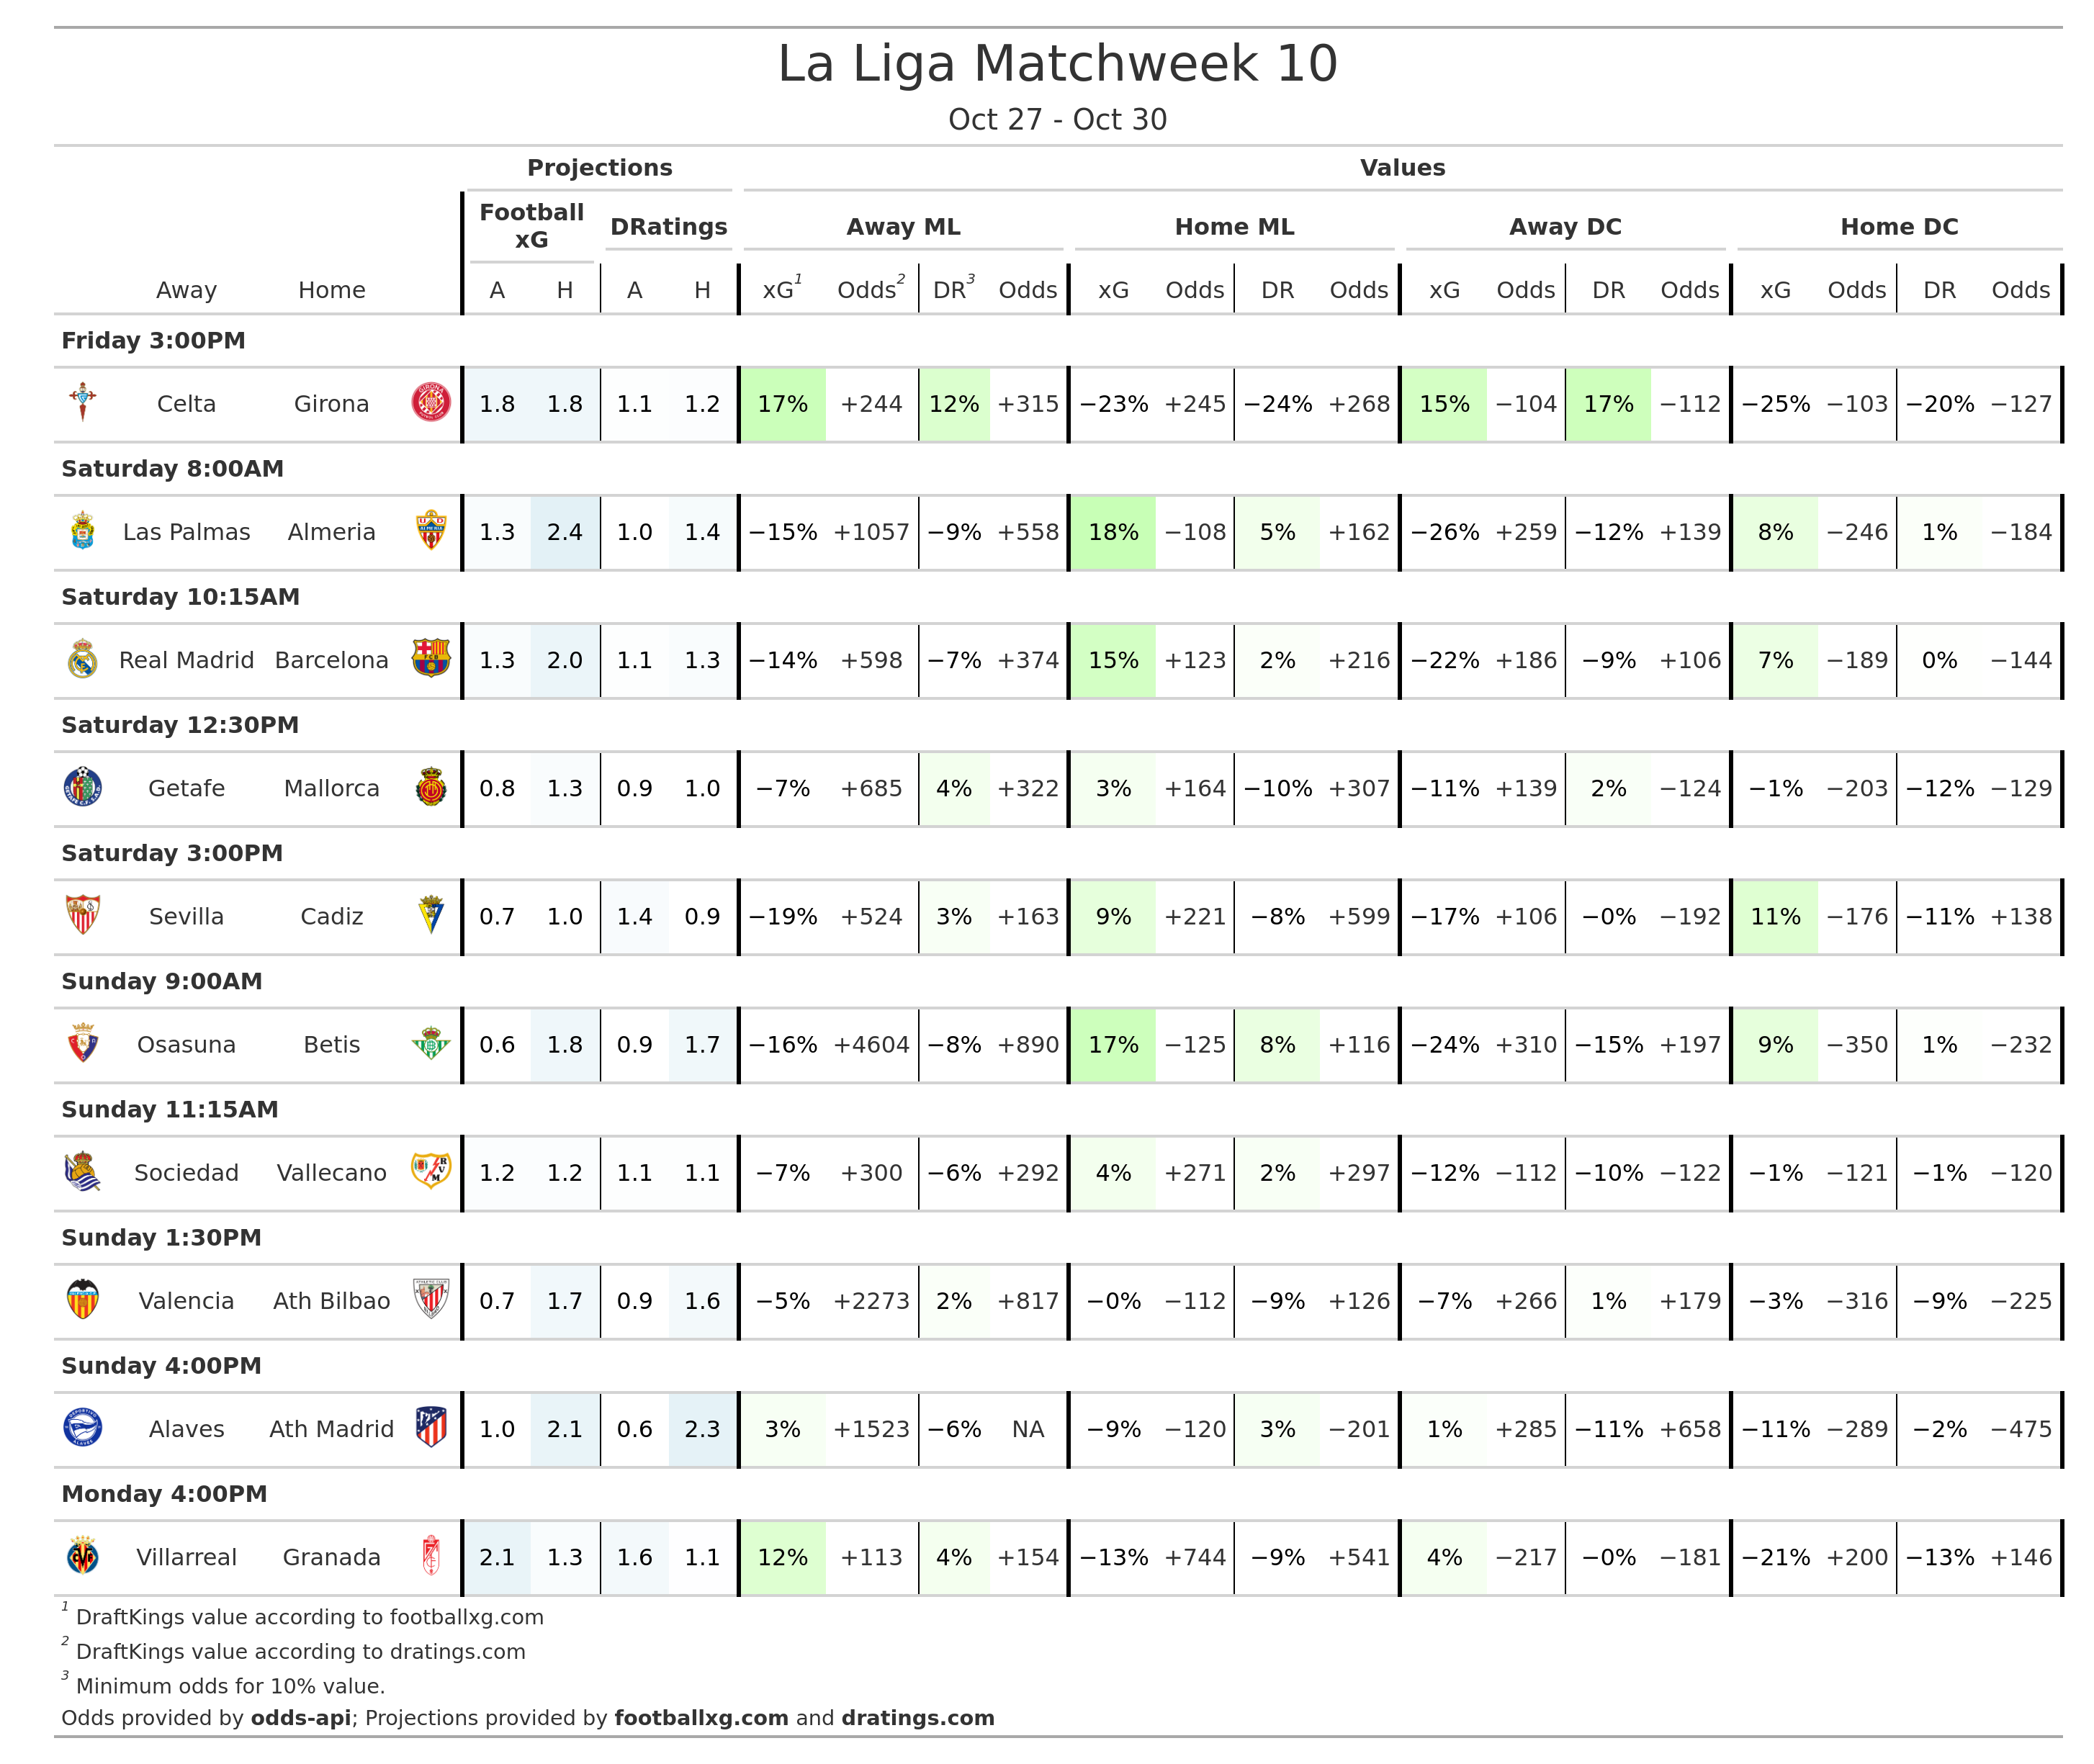 La Liga Matchweek 10
Oct 27 - Oct 30
Projections Values
Football xG DRatings Away ML Home ML Away DC Home DC
Away Home A H A H xG1 Odds2 DR3 Odds xG Odds DR Odds xG Odds DR Odds xG Odds DR Odds
Friday 3:00PM
Celta Girona 1.8 1.8 1.1 1.2 17% +244 12% +315 −23% +245 −24% +268 15% −104 17% −112 −25% −103 −20% −127
Saturday 8:00AM
Las Palmas Almeria 1.3 2.4 1.0 1.4 −15% +1057 −9% +558 18% −108 5% +162 −26% +259 −12% +139 8% −246 1% −184
Saturday 10:15AM
Real Madrid Barcelona 1.3 2.0 1.1 1.3 −14% +598 −7% +374 15% +123 2% +216 −22% +186 −9% +106 7% −189 0% −144
Saturday 12:30PM
Getafe Mallorca 0.8 1.3 0.9 1.0 −7% +685 4% +322 3% +164 −10% +307 −11% +139 2% −124 −1% −203 −12% −129
Saturday 3:00PM
Sevilla Cadiz 0.7 1.0 1.4 0.9 −19% +524 3% +163 9% +221 −8% +599 −17% +106 −0% −192 11% −176 −11% +138
Sunday 9:00AM
Osasuna Betis 0.6 1.8 0.9 1.7 −16% +4604 −8% +890 17% −125 8% +116 −24% +310 −15% +197 9% −350 1% −232
Sunday 11:15AM
Sociedad Vallecano 1.2 1.2 1.1 1.1 −7% +300 −6% +292 4% +271 2% +297 −12% −112 −10% −122 −1% −121 −1% −120
Sunday 1:30PM
Valencia Ath Bilbao 0.7 1.7 0.9 1.6 −5% +2273 2% +817 −0% −112 −9% +126 −7% +266 1% +179 −3% −316 −9% −225
Sunday 4:00PM
Alaves Ath Madrid 1.0 2.1 0.6 2.3 3% +1523 −6% NA −9% −120 3% −201 1% +285 −11% +658 −11% −289 −2% −475
Monday 4:00PM
Villarreal Granada 2.1 1.3 1.6 1.1 12% +113 4% +154 −13% +744 −9% +541 4% −217 −0% −181 −21% +200 −13% +146
1 DraftKings value according to footballxg.com
2 DraftKings value according to dratings.com
3 Minimum odds for 10% value.
Odds provided by odds-api; Projections provided by footballxg.com and dratings.com